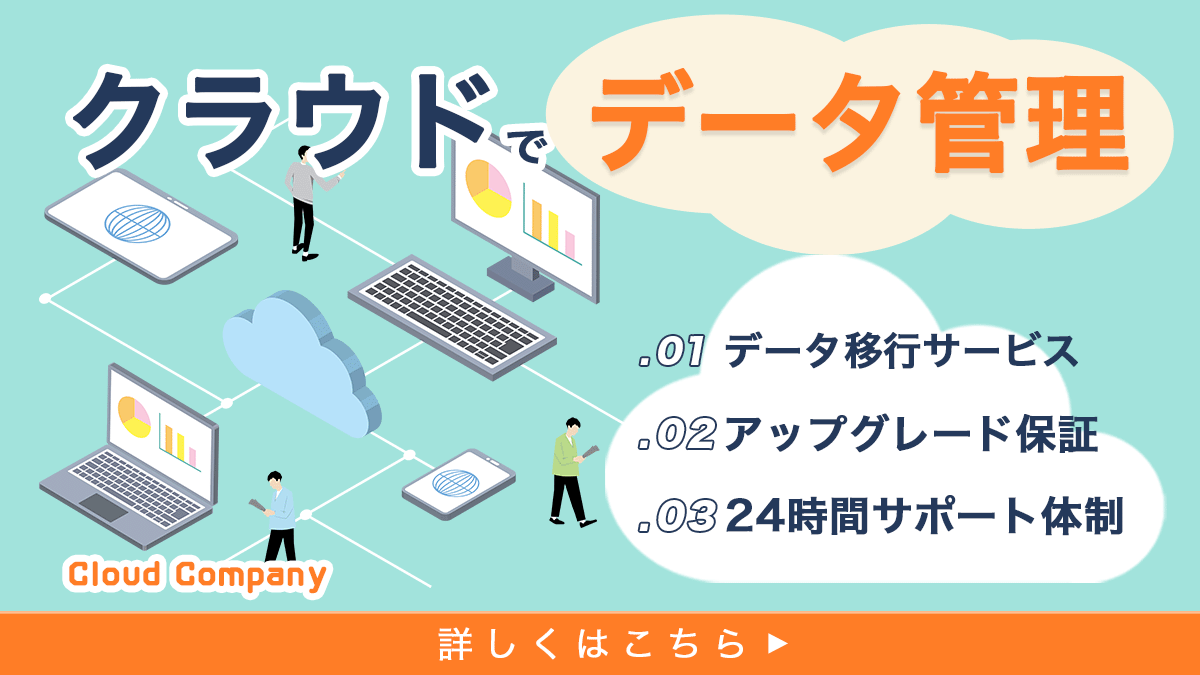 クラウドで データ管理
.01 データ移行サービス
.02 アップグレード保証
.03 24時間サポート体制
Cloud Company
詳しくはこちら ▶